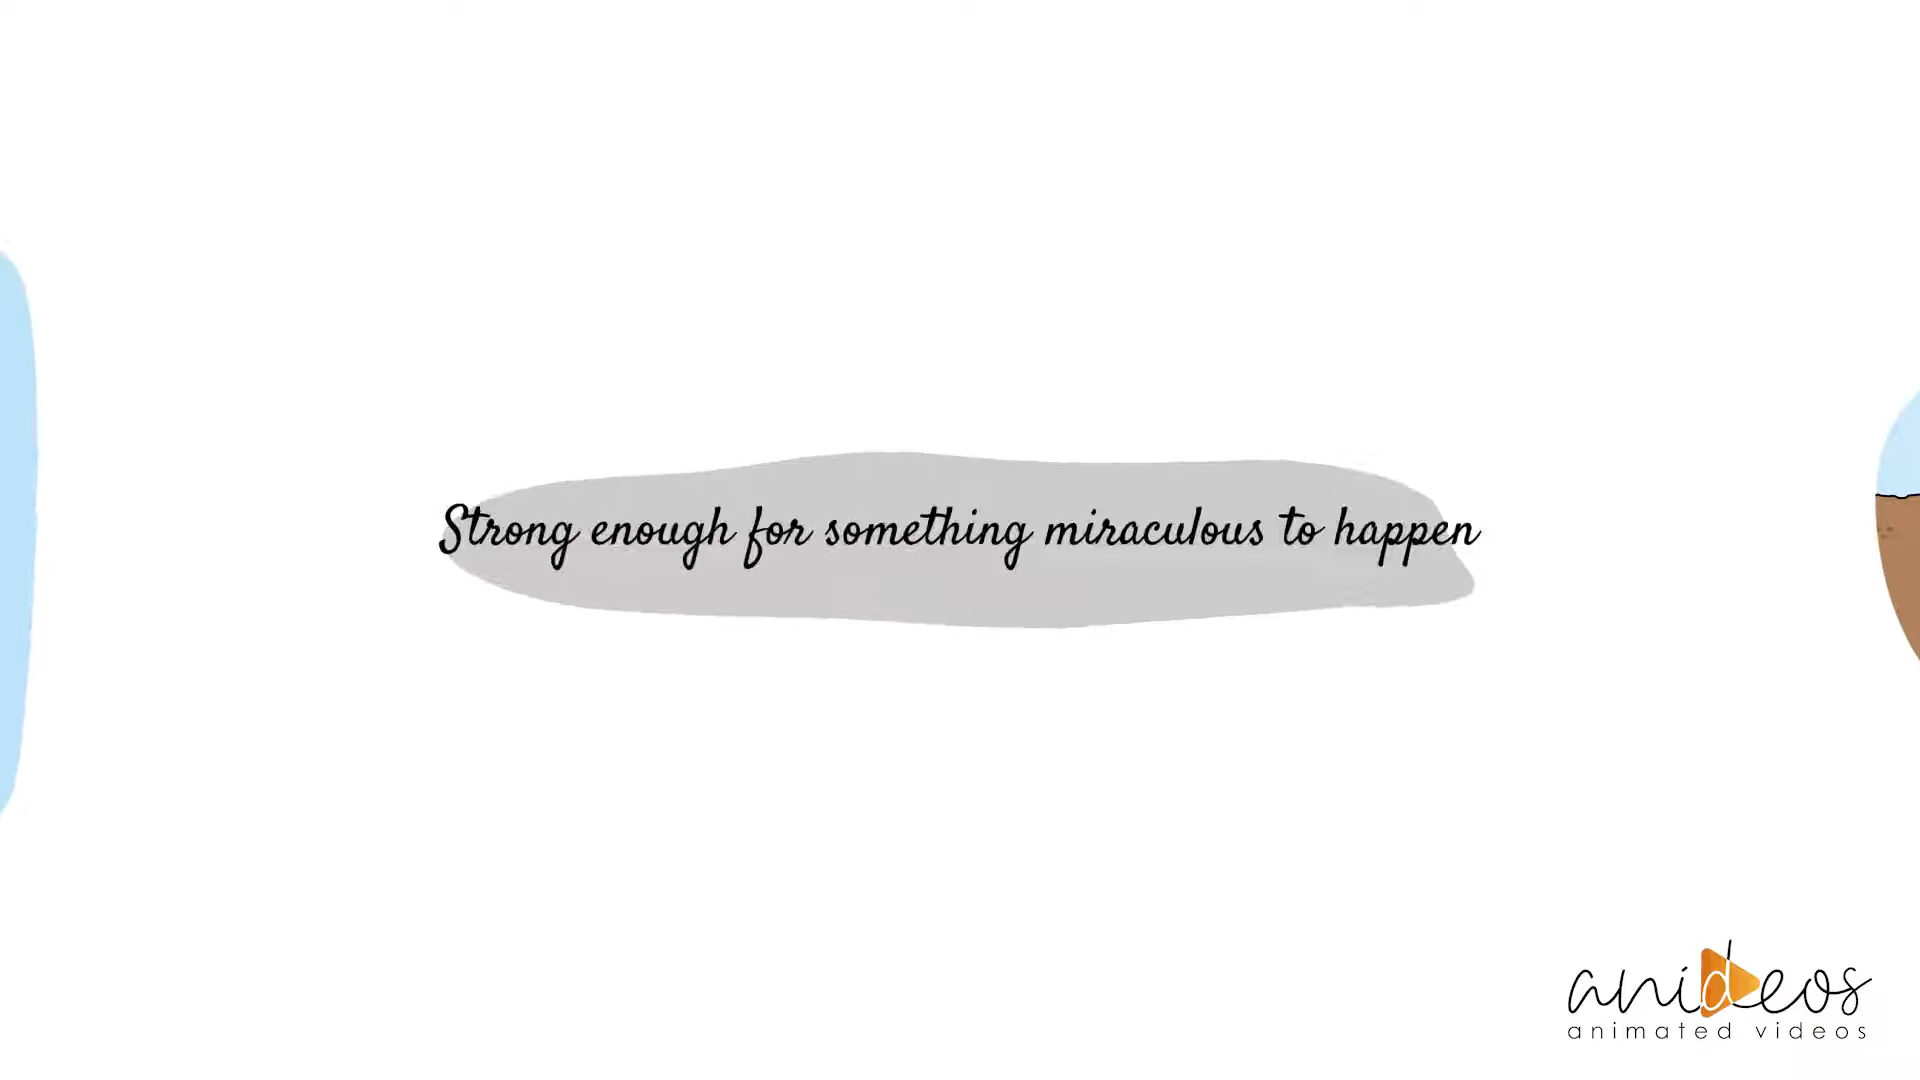 Strong enough for something miraculous to happen
anideos
animated videos